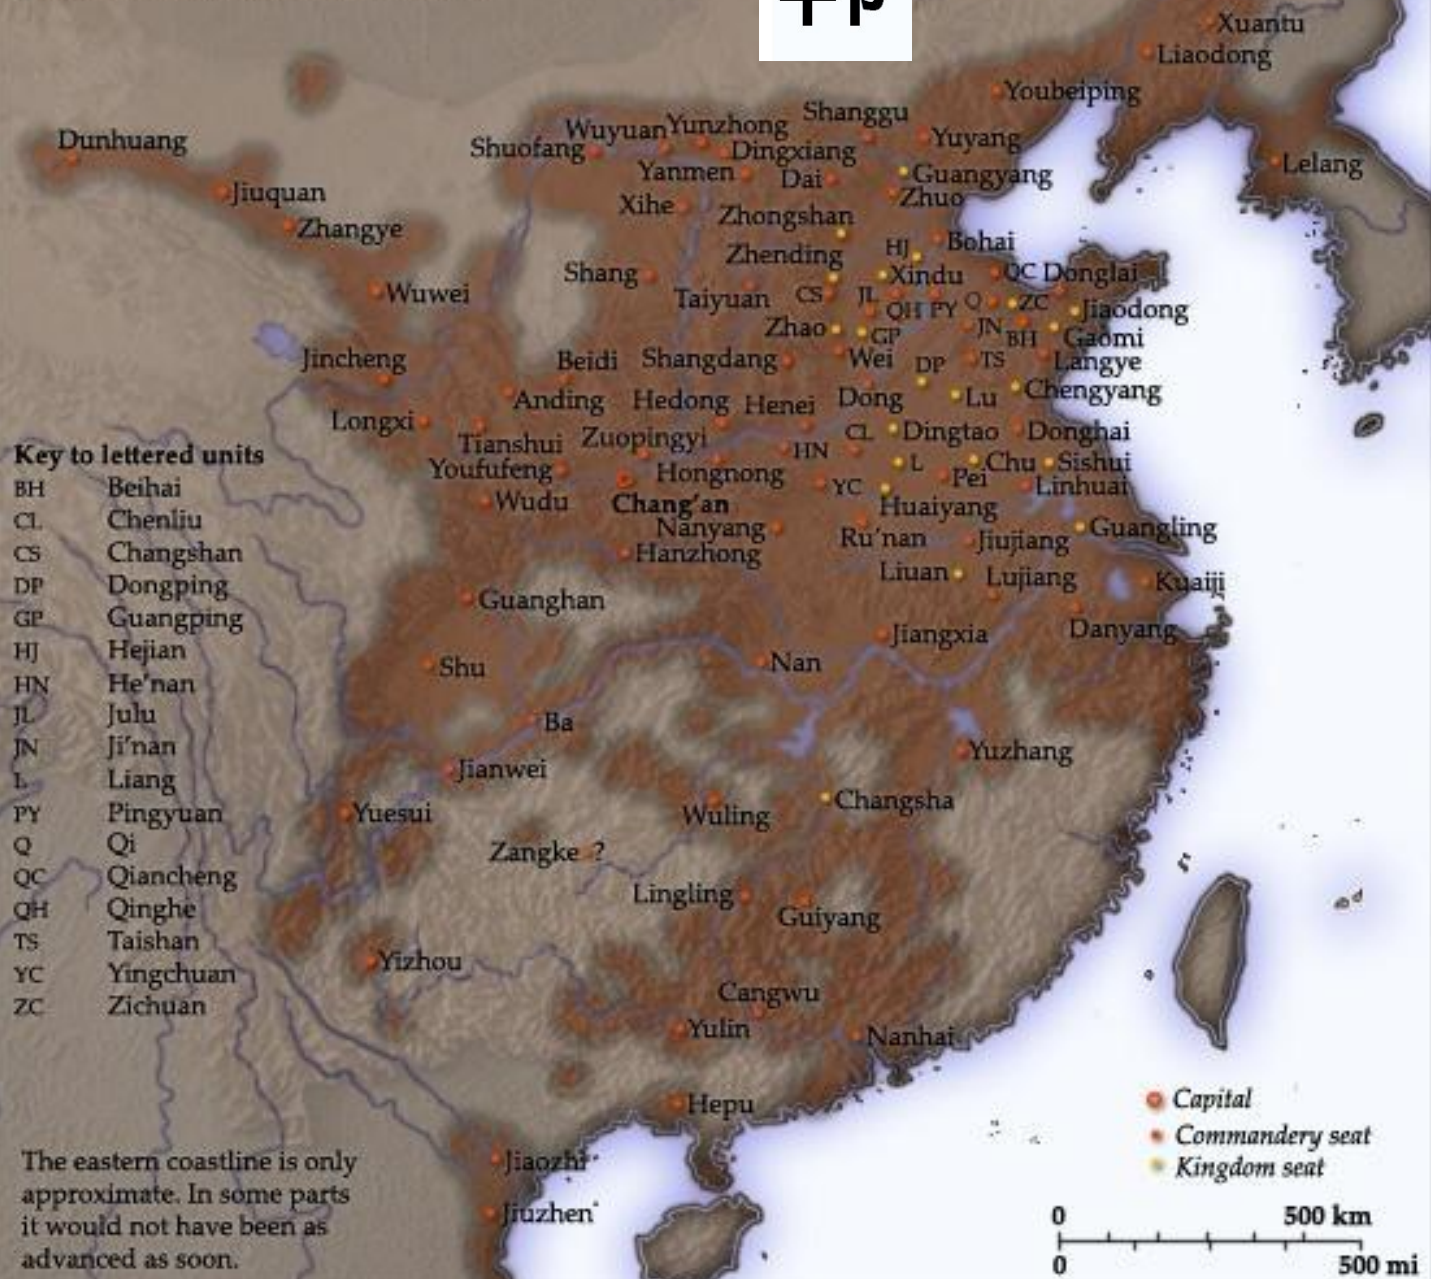 Xuantu
Liaodong
Youbeiping
Shanggu
Wuyuan Yunzhong
Yuyang
Dunhuang
Shuofang
Dingxiang
Lelang
Yanmen
Dai
Guangyang
Jiuquan
Zhuo
Xihe
Zhongshan
Zhangye
HJ
Bohai
Zhending
Shang
Xindu
QC Donglai
Wuwei
Taiyuan
CS
JL
QH PY
Q
ZC
Jiaodong
Zhao
GP
JN
BH
Gaomi
Jincheng
Beidi
Shangdang
Wei
DP
TS
Langye
Anding
Hedong
Henei
Dong
Lu
Chengyang
Longxi
Tianshui
Zuopingyi
HN
CL
Dingtao
Donghai
Youfufeng
Hongnong
L
Chu
Sishui
Wudu
Chang'an
YC
Pei
Linhuai
Nanyang
Huaiyang
Hanzhong
Ru'nan
Jiujiang
Guangling
Liuan
Lujiang
Kuaiji
Guanghan
Jiangxia
Danyang
Shu
Nan
Ba
Yuzhang
Jianwei
Yuesui
Wuling
Changsha
Zangke ?
Lingling
Guiyang
Yizhou
Cangwu
Yulin
Nanhai
Hepu
Jiaozhi
Jiuzhen
Key to lettered units
BH Beihai
CL Chenliu
CS Changshan
DP Dongping
GP Guangping
HJ Hejian
HN He'nan
JL Julu
JN Ji'nan
L Liang
PY Pingyuan
Q Qi
QC Qiancheng
QH Qinghe
TS Taishan
YC Yingchuan
ZC Zichuan
The eastern coastline is only
approximate. In some parts
it would not have been as
advanced as soon.
Capital
Commandery seat
Kingdom seat
0 500 km
0 500 mi